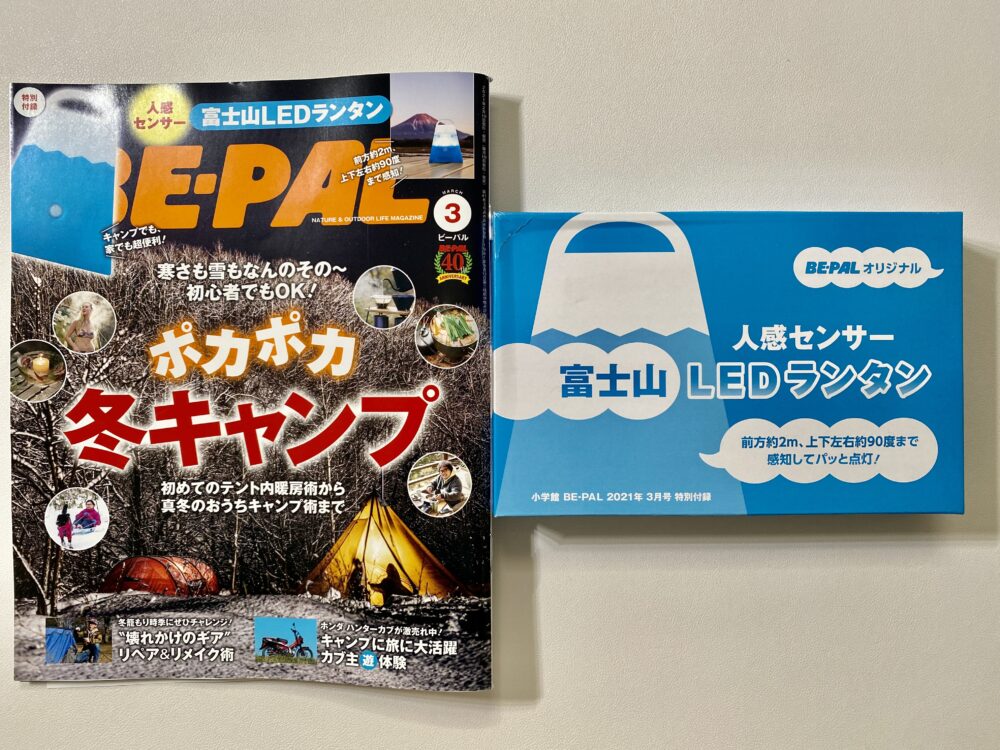 特別
付録
人感
センサー
富士山LEDランタン
BE-PAL
NATURE & OUTDOOR LIFE MAGAZINE
前方約2m、
上下左右約90度
まで感知!
MARCH
3
ビーパル
BE-PAL
40
ANNIVERSARY
キャンプでも、
家でも超便利!
寒さも雪もなんのその〜
初心者でもOK!
ポカポカ
冬キャンプ
初めてのテント内暖房術から
真冬のおうちキャンプ術まで
冬籠もり時季にぜひチャレンジ!
“壊れかけのギア”
リペア&リメイク術
ホンダ ハンターカブが激売れ中!
キャンプに旅に大活躍
カブ主遊体験
BE-PAL オリジナル
人感センサー
富士山 LEDランタン
前方約2m、上下左右約90度まで
感知してパッと点灯!
小学館 BE-PAL 2021年 3月号 特別付録